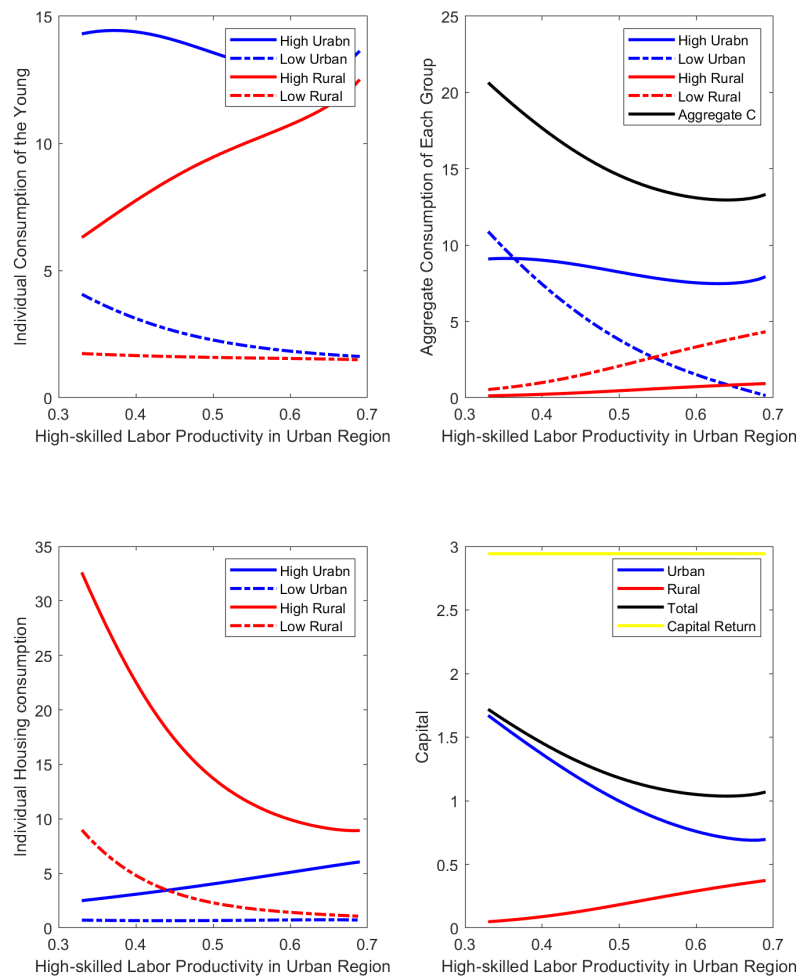 15
10
5
0
0.3
0.4
0.5
0.6
0.7
Individual Consumption of the Young
High-skilled Labor Productivity in Urban Region
High Urabn
Low Urban
High Rural
Low Rural
25
20
15
10
5
0
0.3
0.4
0.5
0.6
0.7
Aggregate Consumption of Each Group
High-skilled Labor Productivity in Urban Region
High Urabn
Low Urban
High Rural
Low Rural
Aggregate C
35
30
25
20
15
10
5
0
0.3
0.4
0.5
0.6
0.7
Individual Housing consumption
High-skilled Labor Productivity in Urban Region
High Urabn
Low Urban
High Rural
Low Rural
3
2.5
2
1.5
1
0.5
0
0.3
0.4
0.5
0.6
0.7
Capital
High-skilled Labor Productivity in Urban Region
Urban
Rural
Total
Capital Return